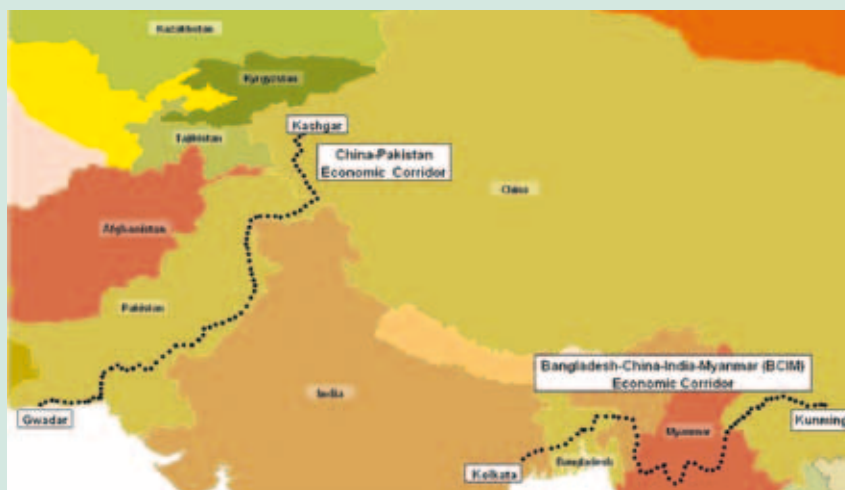 Kazakhstan
Kyrgyzstan
Kashgar
Tajikistan
China-Pakistan
Economic Corridor
China
Afghanistan
Pakistan
Bangladesh-China-India-Myanmar (BCIM)
Economic Corridor
India
Gwadar
Kunming
Myanmar
Bangladesh
Kolkata